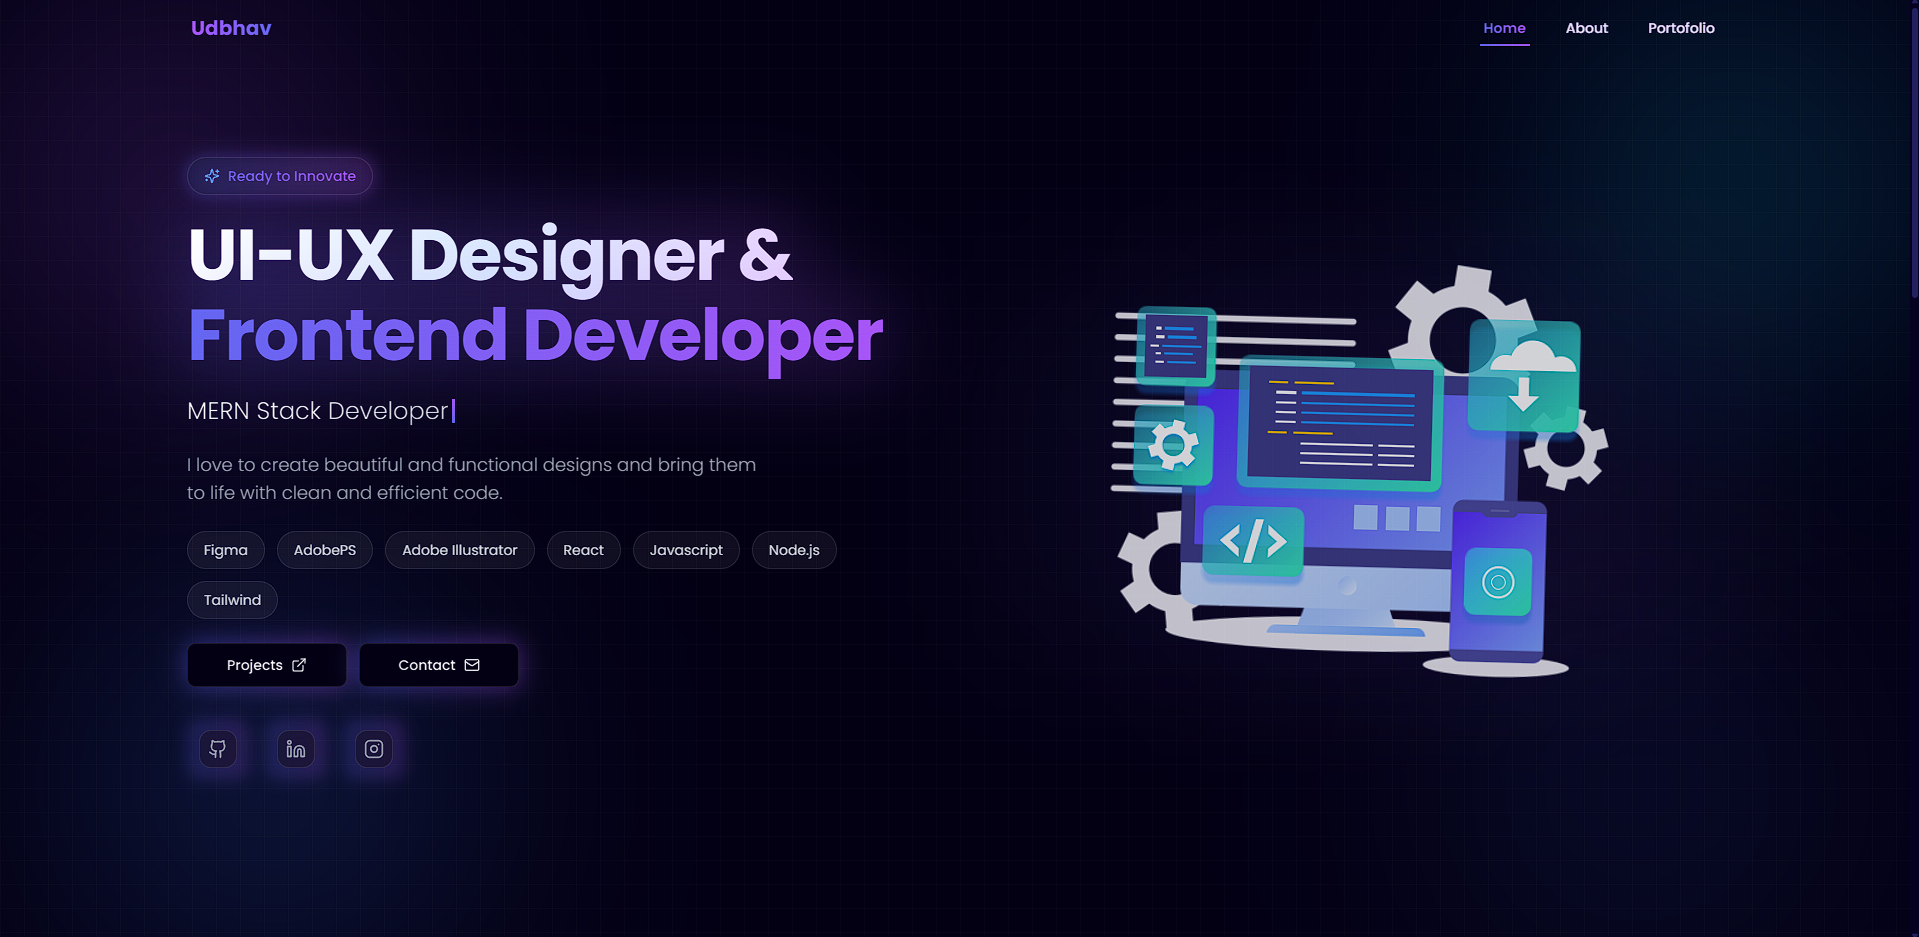 Udbhav
Home About Portofolio
Ready to Innovate
UI-UX Designer &
Frontend Developer
MERN Stack Developer
I love to create beautiful and functional designs and bring them
to life with clean and efficient code.
Figma AdobePS Adobe Illustrator React Javascript Node.js
Tailwind
Projects Contact